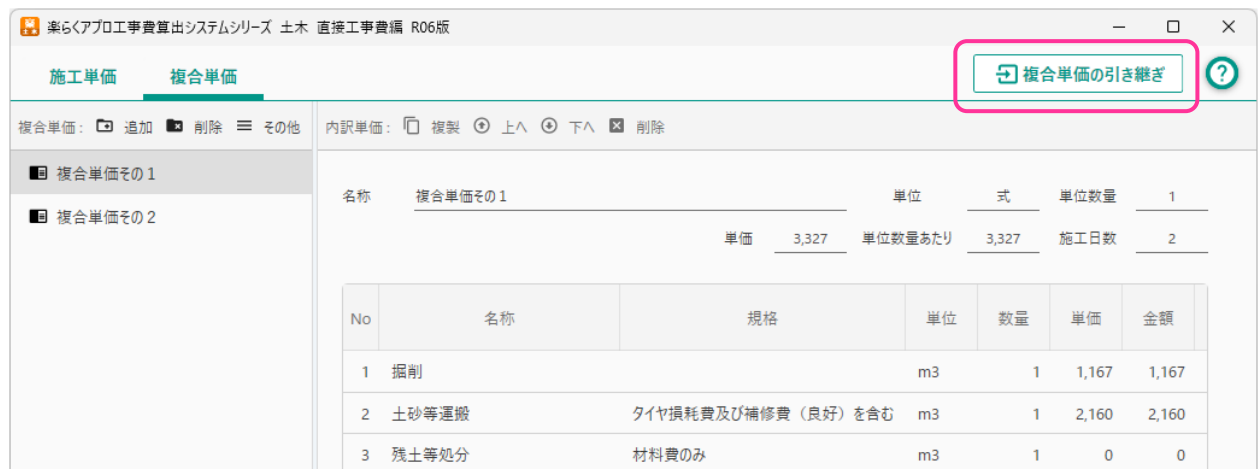 楽らくアプロ工事費算出システムシリーズ 土木 直接工事費編 R06版
施工単価 複合単価 複合単価の引き継ぎ ?
複合単価: 追加 削除 その他 内訳単価: 複製 上へ 下へ 削除
複合単価その1
複合単価その2
名称 複合単価その1 単位 式 単位数量 1
単価 3,327 単位数量あたり 3,327 施工日数 2
No 名称 規格 単位 数量 単価 金額
1 掘削 m3 1 1,167 1,167
2 土砂等運搬 タイヤ損耗費及び補修費（良好）を含む m3 1 2,160 2,160
3 残土等処分 材料費のみ m3 1 0 0